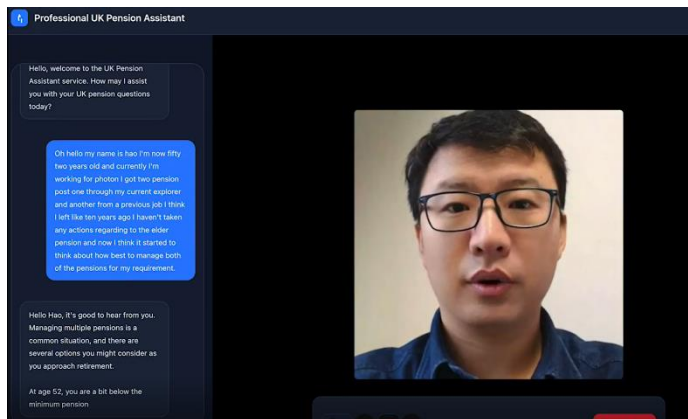 Professional UK Pension Assistant
Hello, welcome to the UK Pension
Assistant service. How may I assist
you with your UK pension questions
today?
Oh hello my name is hao I'm now fifty
two years old and currently I'm
working for photon I got two pension
post one through my current explorer
and another from a previous job I think
I left like ten years ago I haven't taken
any actions regarding to the elder
pension and now I think it started to
think about how best to manage both
of the pensions for my requirement.
Hello Hao, it's good to hear from you.
Managing multiple pensions is a
common situation, and there are
several options you might consider as
you approach retirement.
At age 52, you are a bit below the
minimum pension